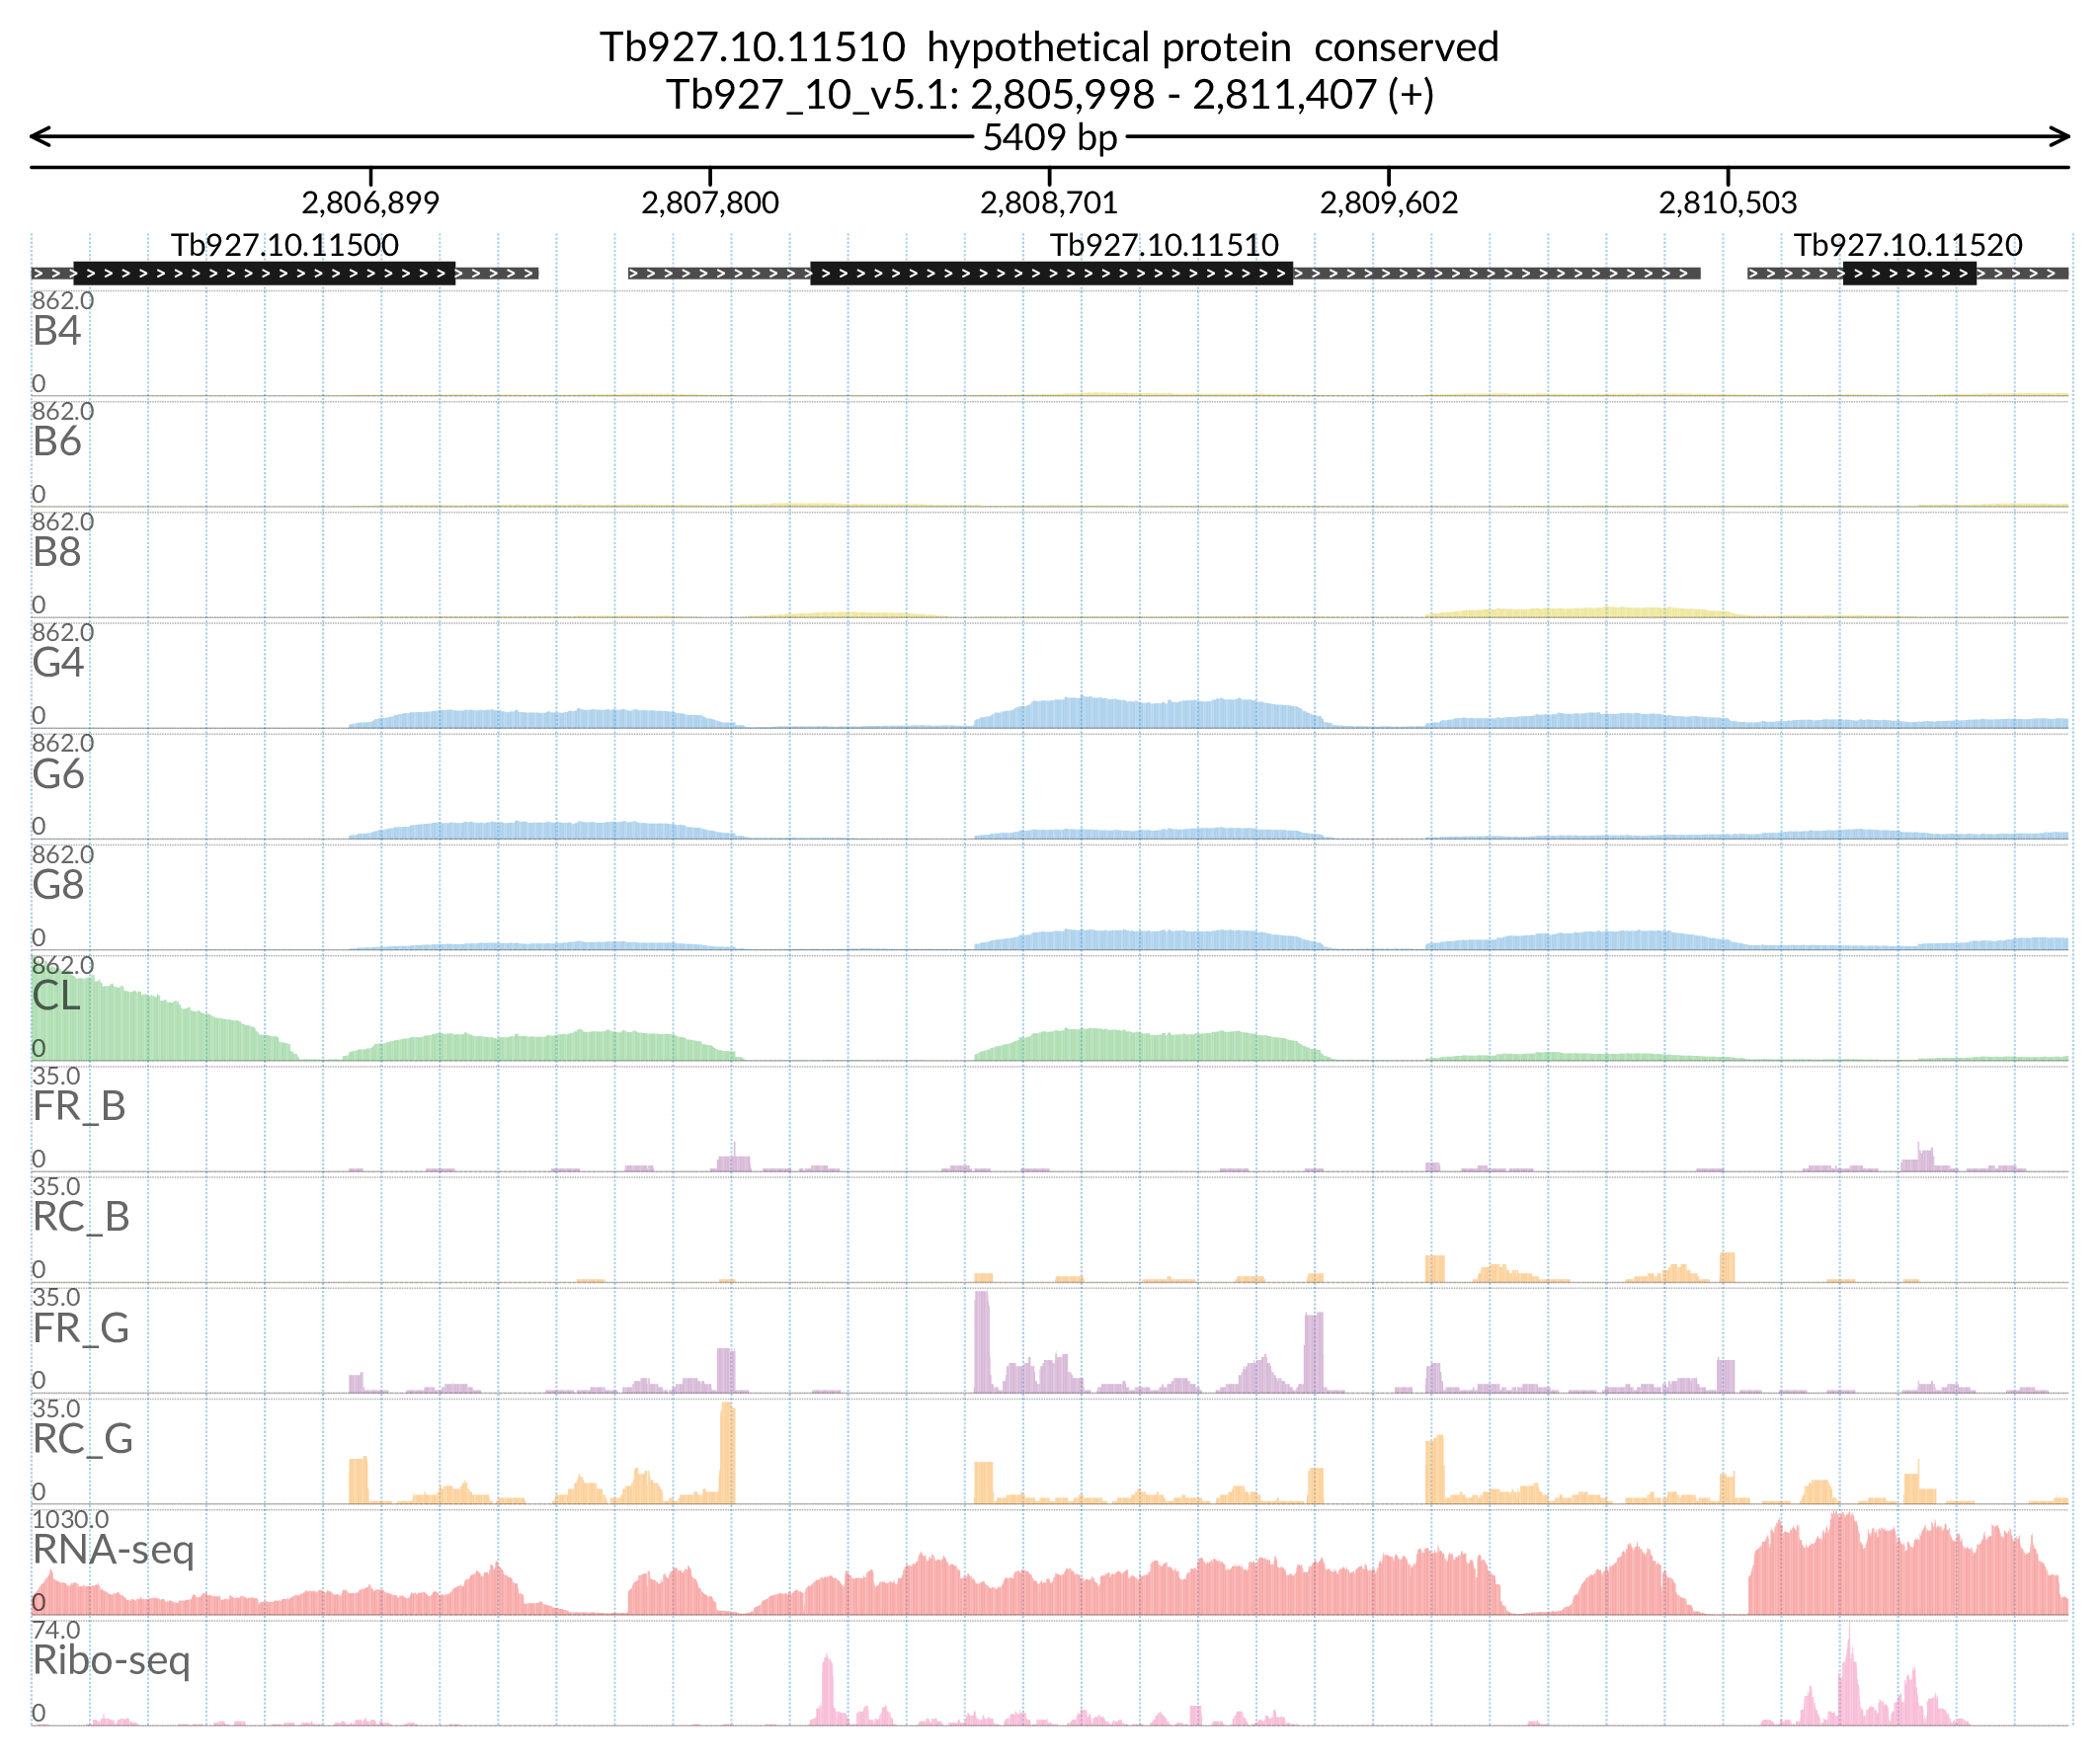 Tb927.10.11510  hypothetical protein  conserved
Tb927_10_v5.1: 2,805,998 - 2,811,407 (+)
5409 bp
2,806,899 2,807,800 2,808,701 2,809,602 2,810,503
Tb927.10.11500 Tb927.10.11510 Tb927.10.11520
862.0
B4
0
862.0
B6
0
862.0
B8
0
862.0
G4
0
862.0
G6
0
862.0
G8
0
862.0
CL
0
35.0
FR_B
0
35.0
RC_B
0
35.0
FR_G
0
35.0
RC_G
0
1030.0
RNA-seq
0
74.0
Ribo-seq
0